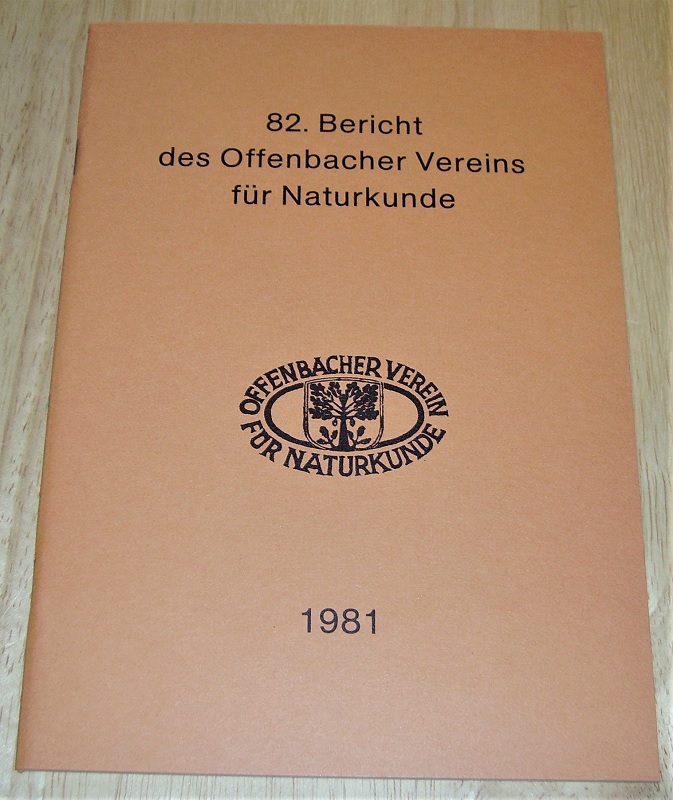 82. Bericht
des Offenbacher Vereins
für Naturkunde
OFFENBACHER VEREIN
FÜR NATURKUNDE
1981